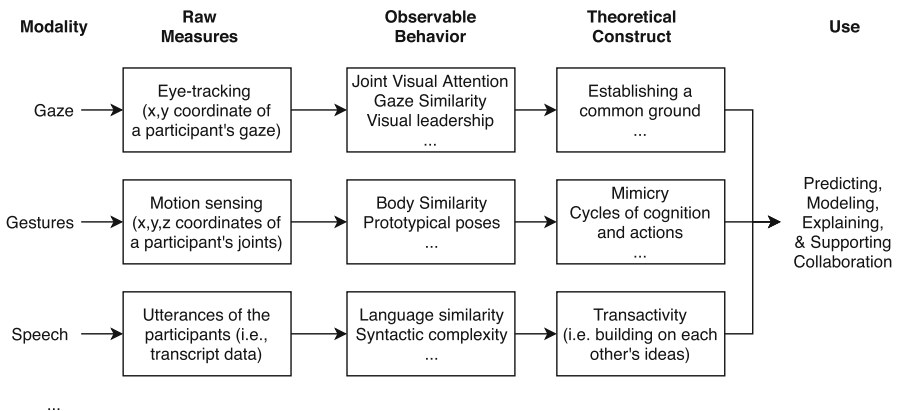 Modality
Raw
Measures
Observable
Behavior
Theoretical
Construct
Use
Gaze
Eye-tracking
(x,y coordinate of
a participant's gaze)
Joint Visual Attention
Gaze Similarity
Visual leadership
...
Establishing a
common ground
...
Gestures
Motion sensing
(x,y,z coordinates of
a participant's joints)
Body Similarity
Prototypical poses
...
Mimicry
Cycles of cognition
and actions
...
Predicting,
Modeling,
Explaining,
& Supporting
Collaboration
Speech
Utterances of the
participants (i.e.,
transcript data)
Language similarity
Syntactic complexity
...
Transactivity
(i.e. building on each
other's ideas)
...